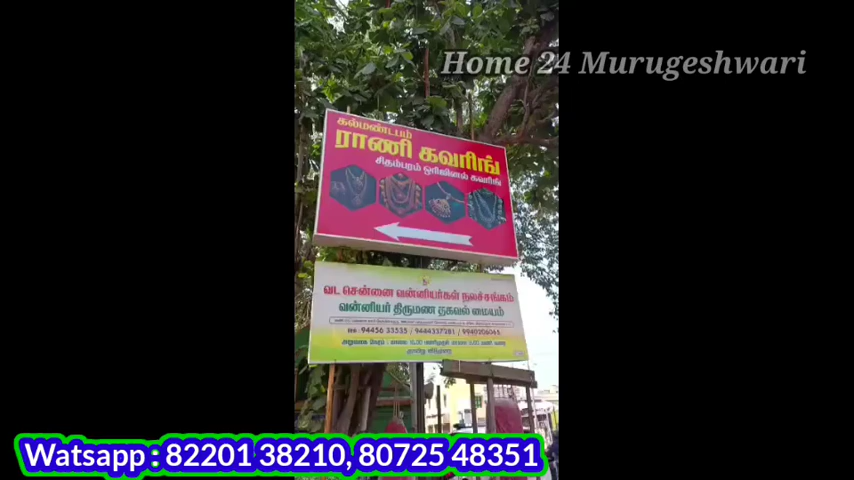 Home 24 Murugeshwari
கல்மண்டபம்
ராணி கவரிங்
சிதம்பரம் ஒரிஜினல் கவரிங்
வட சென்னை வன்னியர்கள் நலச்சங்கம்
வன்னியர் திருமண தகவல் மையம்
94456 33535 / 9444337281 / 9940206045
Watsapp : 82201 38210, 80725 48351